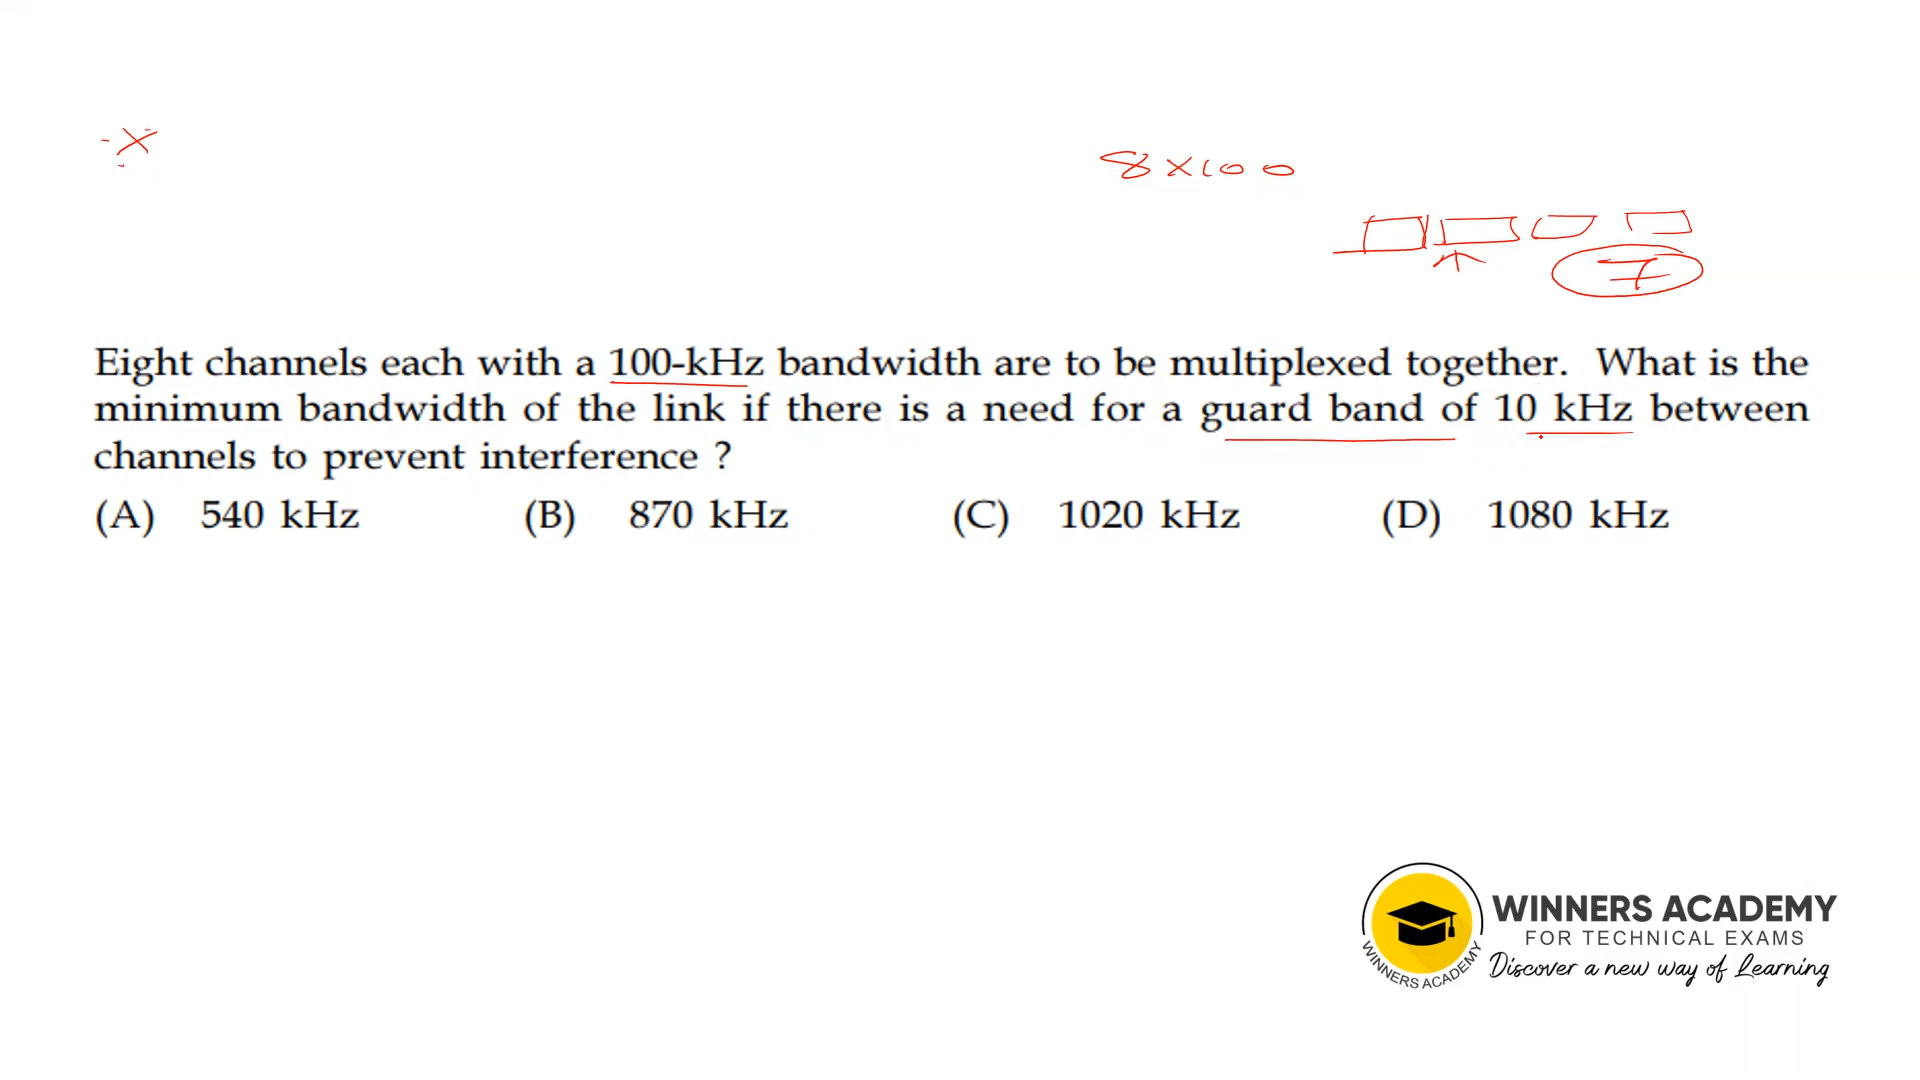 X
8 x 100
7
Eight channels each with a 100-kHz bandwidth are to be multiplexed together. What is the
minimum bandwidth of the link if there is a need for a guard band of 10 kHz between
channels to prevent interference ?
(A) 540 kHz (B) 870 kHz (C) 1020 kHz (D) 1080 kHz
WINNERS ACADEMY
FOR TECHNICAL EXAMS
Discover a new way of Learning
WINNERS ACADEMY